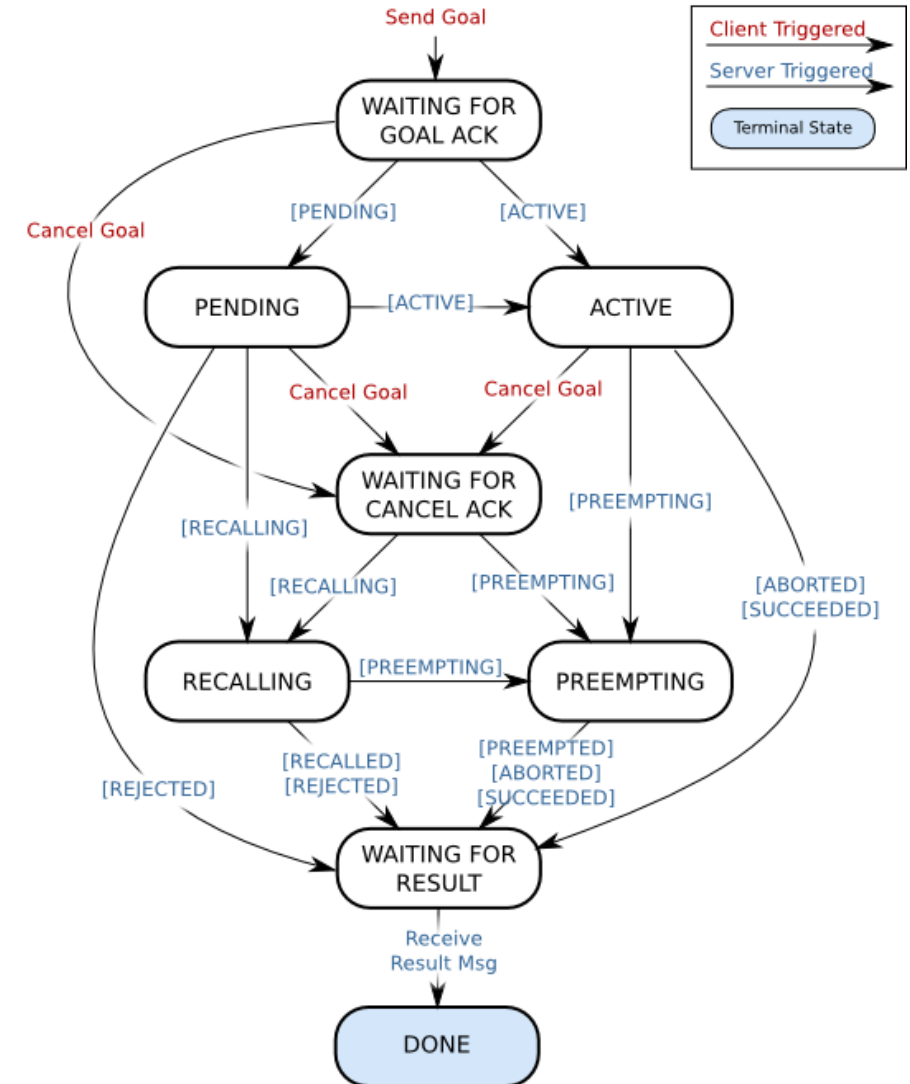 Send Goal
Client Triggered
Server Triggered
Terminal State
WAITING FOR
GOAL ACK
[PENDING]
[ACTIVE]
Cancel Goal
PENDING
[ACTIVE]
ACTIVE
Cancel Goal
Cancel Goal
WAITING FOR
CANCEL ACK
[PREEMPTING]
[RECALLING]
[RECALLING]
[PREEMPTING]
[ABORTED]
[SUCCEEDED]
RECALLING
[PREEMPTING]
PREEMPTING
[RECALLED]
[REJECTED]
[PREEMPTED]
[ABORTED]
[SUCCEEDED]
[REJECTED]
WAITING FOR
RESULT
Receive
Result Msg
DONE